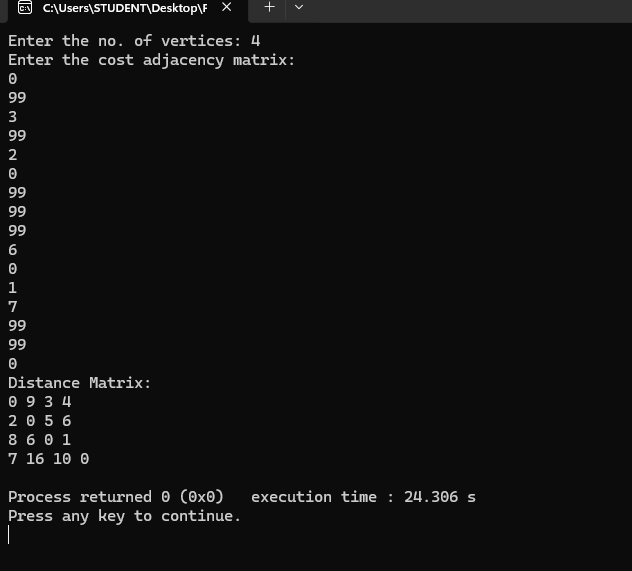 C:\Users\STUDENT\Desktop\F
Enter the no. of vertices: 4
Enter the cost adjacency matrix:
0
99
3
99
2
0
99
99
99
6
0
1
7
99
99
0
Distance Matrix:
0 9 3 4
2 0 5 6
8 6 0 1
7 16 10 0
Process returned 0 (0x0)   execution time : 24.306 s
Press any key to continue.